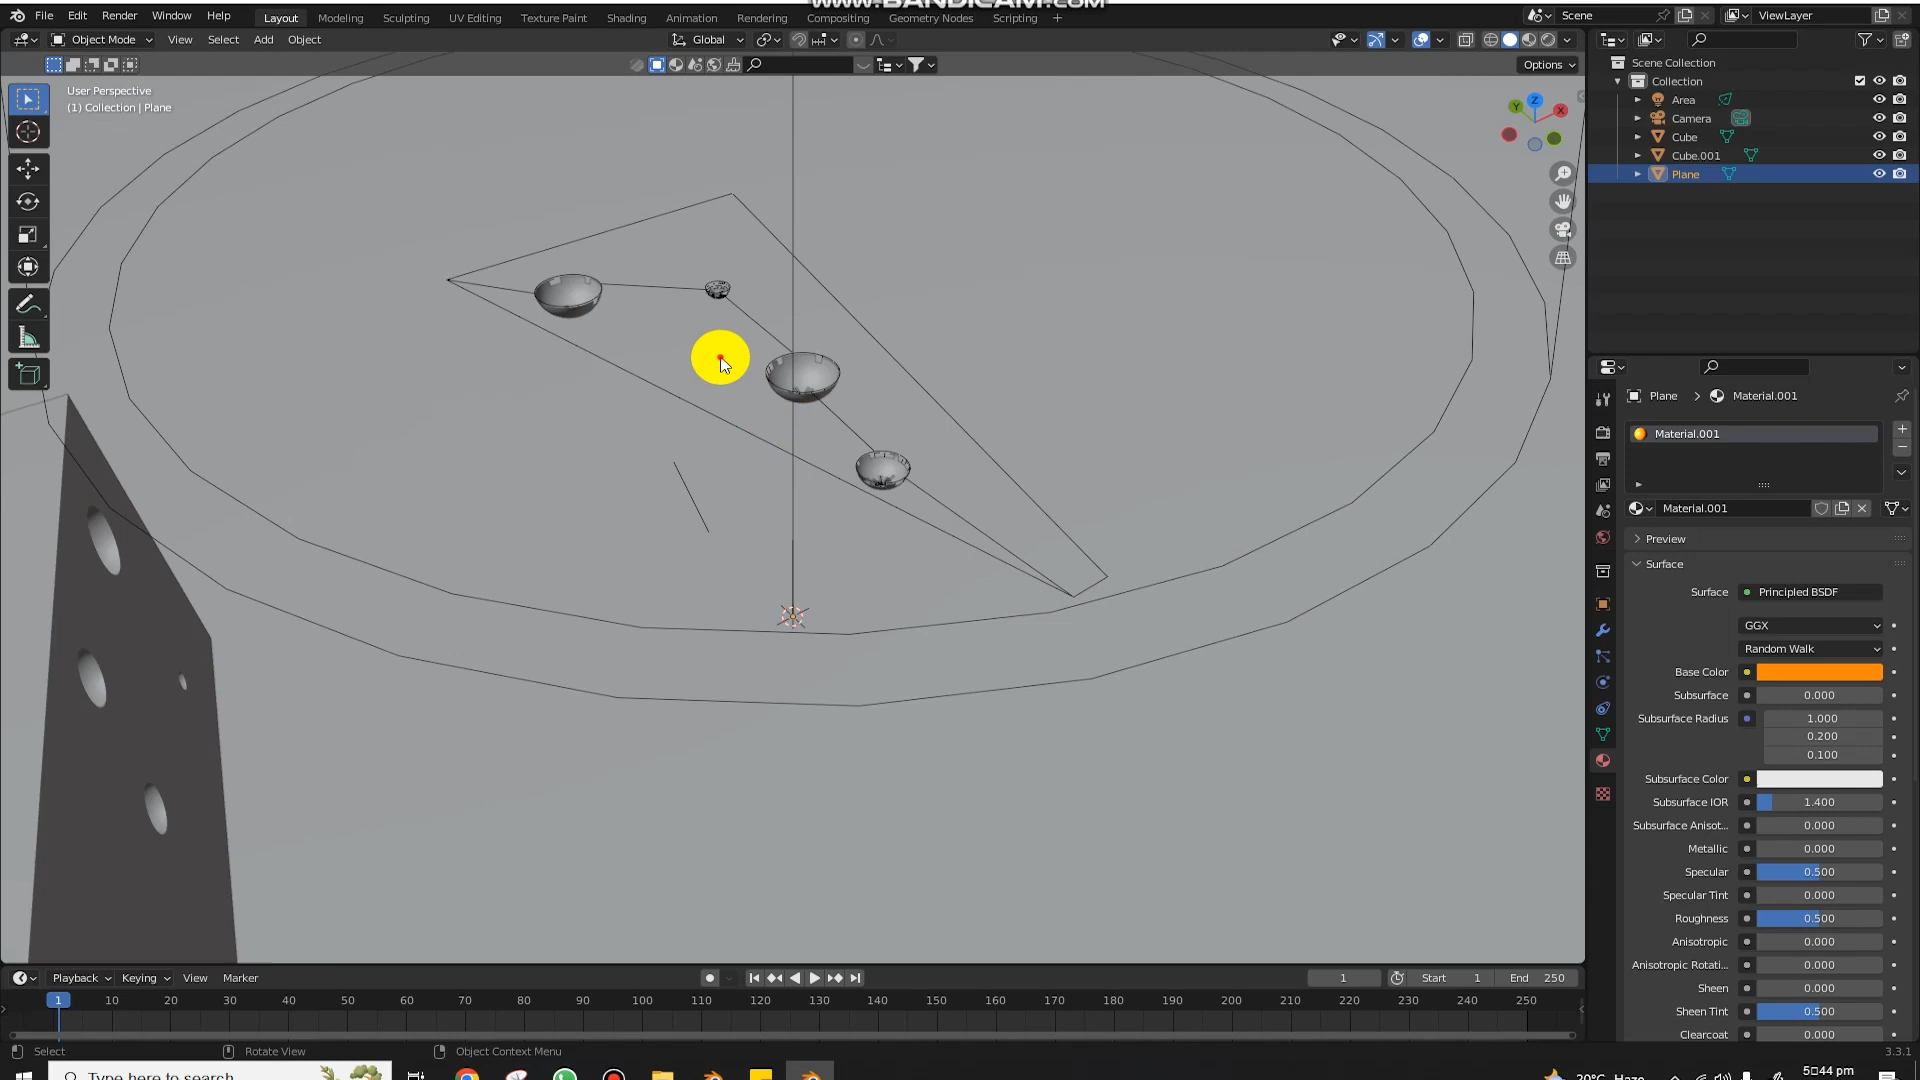 www.BANDICAM.COM
File Edit Render Window Help Layout Modeling Sculpting UV Editing Texture Paint Shading Animation Rendering Compositing Geometry Nodes Scripting + Scene ViewLayer
Object Mode View Select Add Object Global
Options
User Perspective
(1) Collection | Plane
Z
Y
X
Scene Collection
Collection
Area
Camera
Cube
Cube.001
Plane
Plane > Material.001
Material.001
Material.001
Preview
Surface
Surface Principled BSDF
GGX
Random Walk
Base Color
Subsurface 0.000
Subsurface Radius 1.000
0.200
0.100
Subsurface Color
Subsurface IOR 1.400
Subsurface Anisot... 0.000
Metallic 0.000
Specular 0.500
Specular Tint 0.000
Roughness 0.500
Anisotropic 0.000
Anisotropic Rotati... 0.000
Sheen 0.000
Sheen Tint 0.500
Clearcoat 0.000
Playback Keying View Marker 1 Start 1 End 250
1 10 20 30 40 50 60 70 80 90 100 110 120 130 140 150 160 170 180 190 200 210 220 230 240 250
Select Rotate View Object Context Menu 3.3.1
Type here to search 20°C Haze 5:44 pm